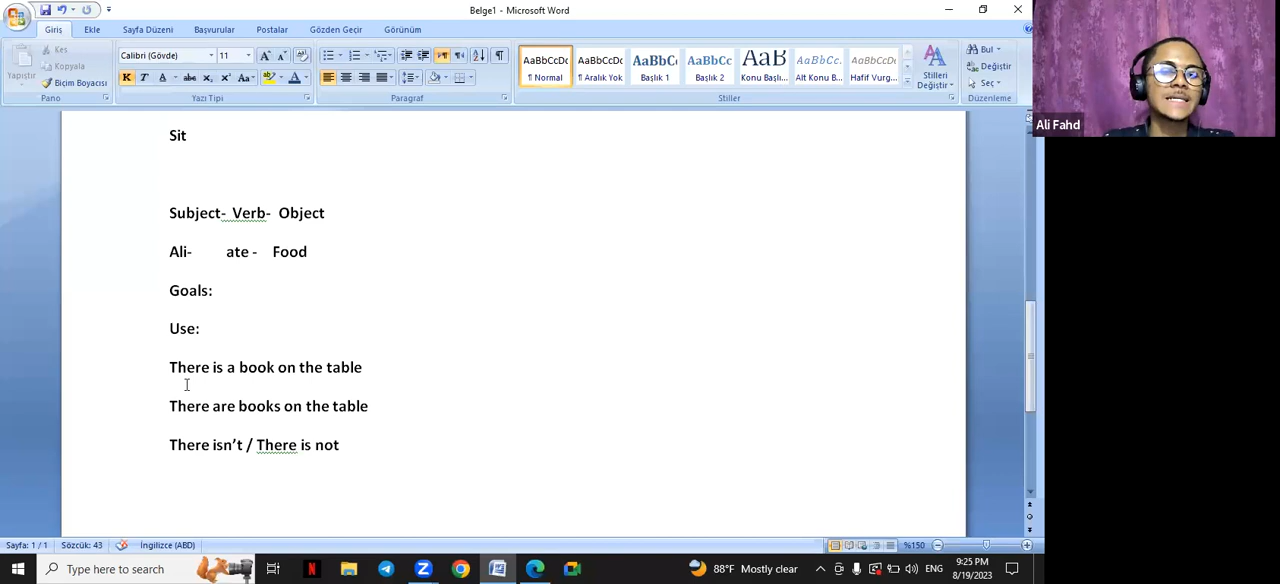 Belge1 - Microsoft Word
Giriş Ekle Sayfa Düzeni Başvurular Postalar Gözden Geçir Görünüm
Yapıştır
Kes
Kopyala
Biçim Boyacısı
Pano
Calibri (Gövde) 11
Yazı Tipi
Paragraf
AaBbCcDc AaBbCcDc AaBbCc AaBbCc AaB AaBbCc. AaBbCcDc
¶ Normal ¶ Aralık Yok Başlık 1 Başlık 2 Konu Başlı... Alt Konu B... Hafif Vurg...
Stilleri
Değiştir
Stiller
Bul
Değiştir
Seç
Düzenleme
Ali Fahd
Sit
Subject- Verb- Object
Ali- ate - Food
Goals:
Use:
There is a book on the table
There are books on the table
There isn’t / There is not
Sayfa: 1 / 1 Sözcük: 43 İngilizce (ABD) %150
Type here to search
88°F Mostly clear ENG
9:25 PM
8/19/2023